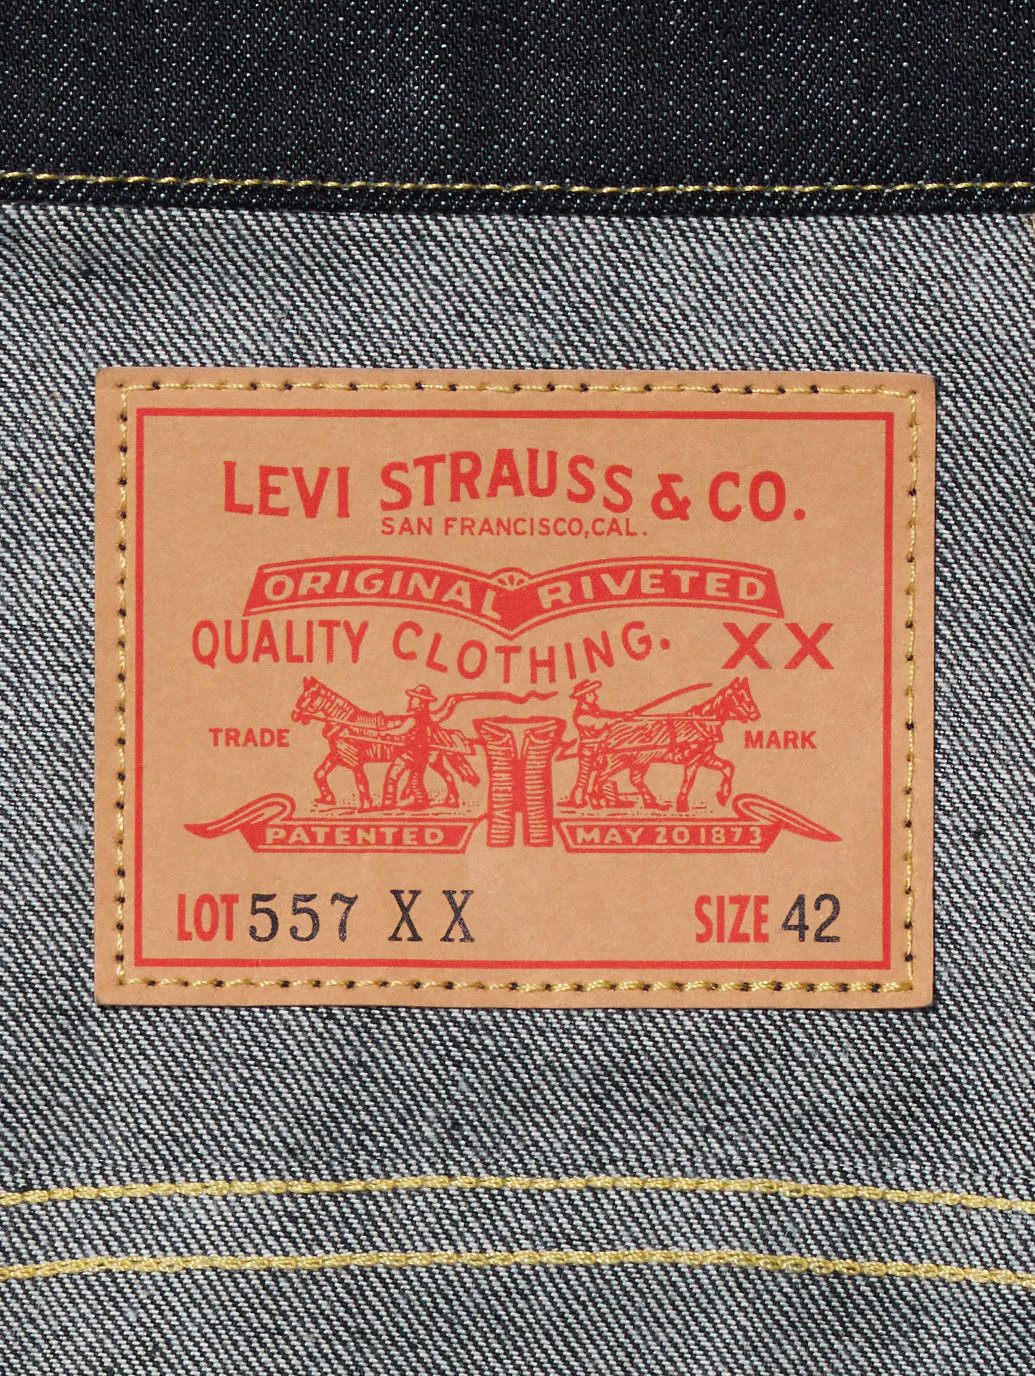 LEVI STRAUSS & CO.
SAN FRANCISCO, CAL.
ORIGINAL RIVETED
QUALITY CLOTHING. XX
TRADE MARK
PATENTED MAY 20 1873
LOT 557 XX SIZE 42